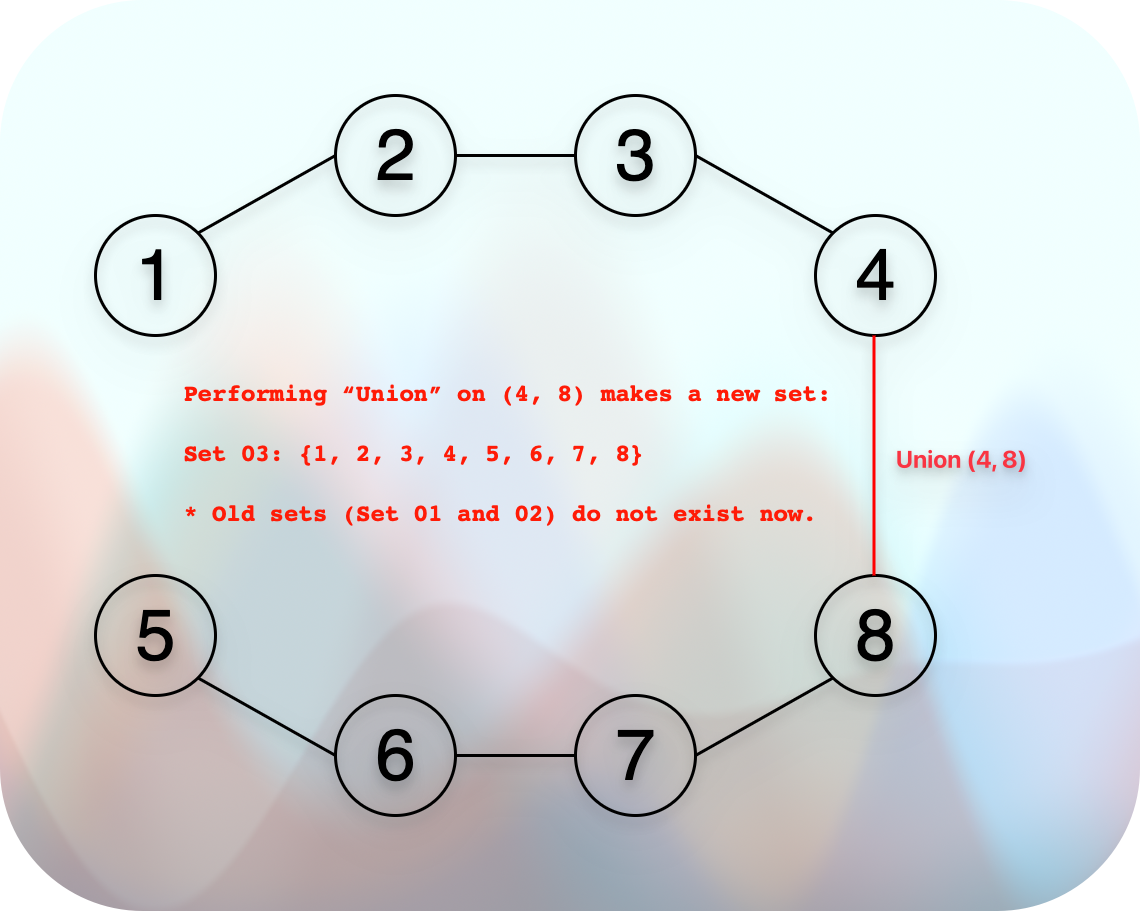 2
3
1
4
Performing “Union” on (4, 8) makes a new set:
Set 03: {1, 2, 3, 4, 5, 6, 7, 8}
Union (4, 8)
* Old sets (Set 01 and 02) do not exist now.
5
8
6
7